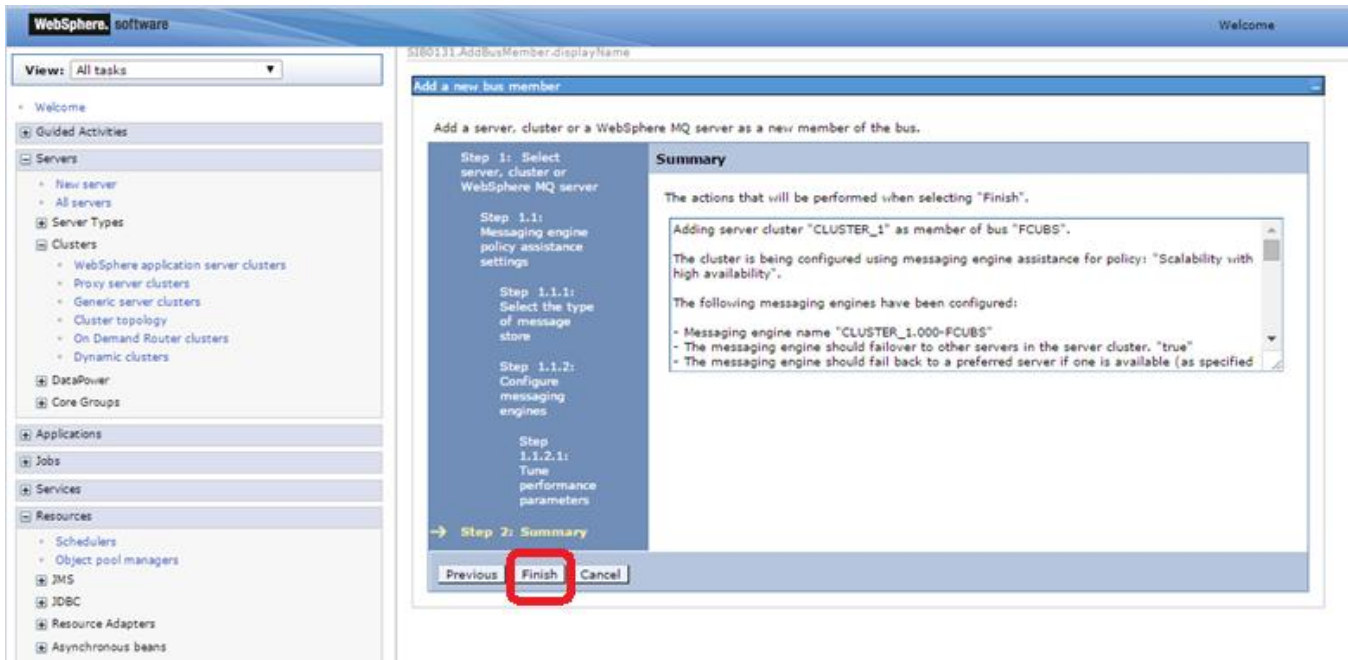 WebSphere. software
Welcome
View: All tasks
Welcome
Guided Activities
Servers
New server
All servers
Server Types
Clusters
WebSphere application server clusters
Proxy server clusters
Generic server clusters
Cluster topology
On Demand Router clusters
Dynamic clusters
DataPower
Core Groups
Applications
Jobs
Services
Resources
Schedulers
Object pool managers
JMS
JDBC
Resource Adapters
Asynchronous beans
SIB0131.AddBusMember.displayName
Add a new bus member
Add a server, cluster or a WebSphere MQ server as a new member of the bus.
Step 1: Select
server, cluster or
WebSphere MQ server
Step 1.1:
Messaging engine
policy assistance
settings
Step 1.1.1:
Select the type
of message
store
Step 1.1.2:
Configure
messaging
engines
Step
1.1.2.1:
Tune
performance
parameters
Step 2: Summary
Summary
The actions that will be performed when selecting "Finish".
Adding server cluster "CLUSTER_1" as member of bus "FCUBS".
The cluster is being configured using messaging engine assistance for policy: "Scalability with
high availability".
The following messaging engines have been configured:
- Messaging engine name "CLUSTER_1.000-FCUBS"
- The messaging engine should failover to other servers in the server cluster. "true"
- The messaging engine should fail back to a preferred server if one is available (as specified
Previous Finish Cancel